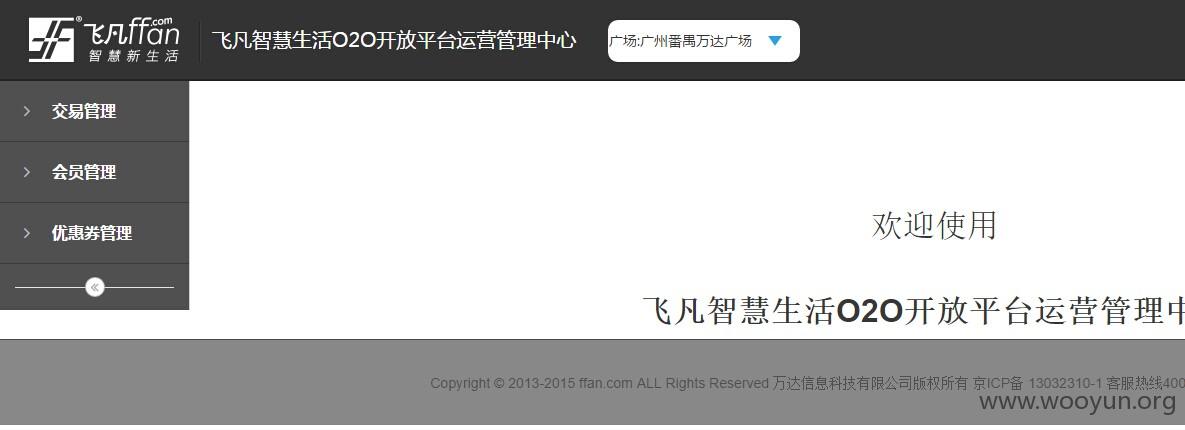 飞凡ffan.com®
智慧新生活
飞凡智慧生活O2O开放平台运营管理中心
广场:广州番禺万达广场
交易管理
会员管理
优惠券管理
欢迎使用
飞凡智慧生活O2O开放平台运营管理中
Copyright © 2013-2015 ffan.com ALL Rights Reserved 万达信息科技有限公司版权所有 京ICP备 13032310-1 客服热线400
www.wooyun.org